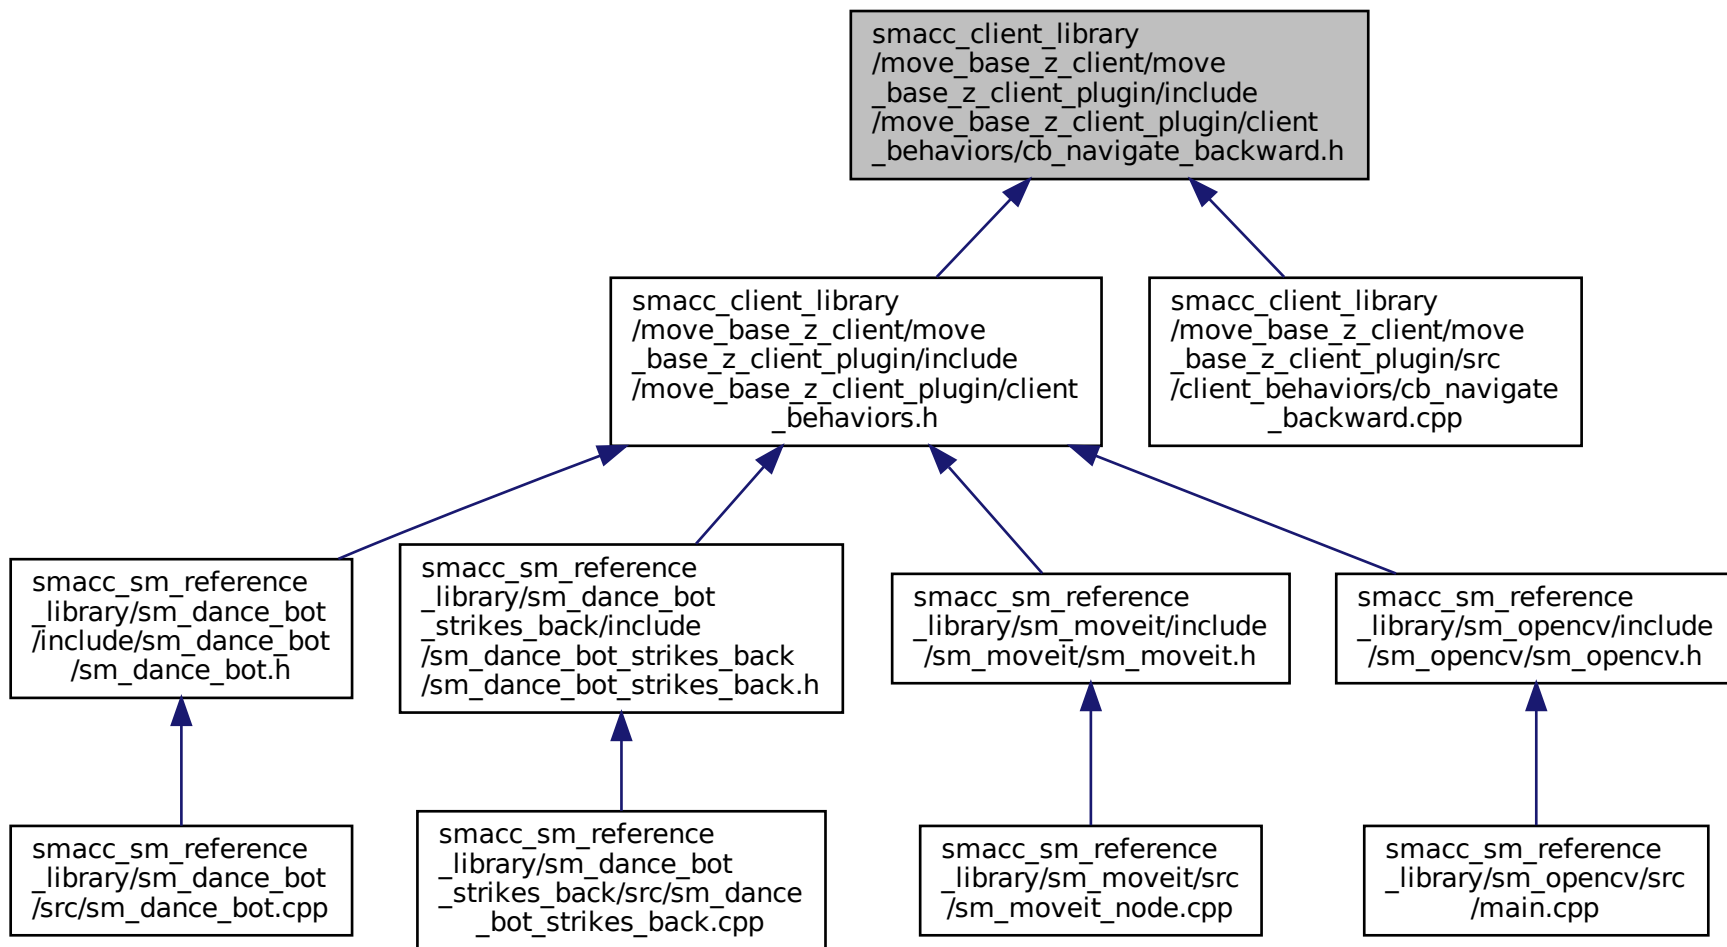 smacc_client_library
/move_base_z_client/move
_base_z_client_plugin/include
/move_base_z_client_plugin/client
_behaviors/cb_navigate_backward.h
smacc_client_library
/move_base_z_client/move
_base_z_client_plugin/include
/move_base_z_client_plugin/client
_behaviors.h
smacc_client_library
/move_base_z_client/move
_base_z_client_plugin/src
/client_behaviors/cb_navigate
_backward.cpp
smacc_sm_reference
_library/sm_dance_bot
/include/sm_dance_bot
/sm_dance_bot.h
smacc_sm_reference
_library/sm_dance_bot
_strikes_back/include
/sm_dance_bot_strikes_back
/sm_dance_bot_strikes_back.h
smacc_sm_reference
_library/sm_moveit/include
/sm_moveit/sm_moveit.h
smacc_sm_reference
_library/sm_opencv/include
/sm_opencv/sm_opencv.h
smacc_sm_reference
_library/sm_dance_bot
/src/sm_dance_bot.cpp
smacc_sm_reference
_library/sm_dance_bot
_strikes_back/src/sm_dance
_bot_strikes_back.cpp
smacc_sm_reference
_library/sm_moveit/src
/sm_moveit_node.cpp
smacc_sm_reference
_library/sm_opencv/src
/main.cpp